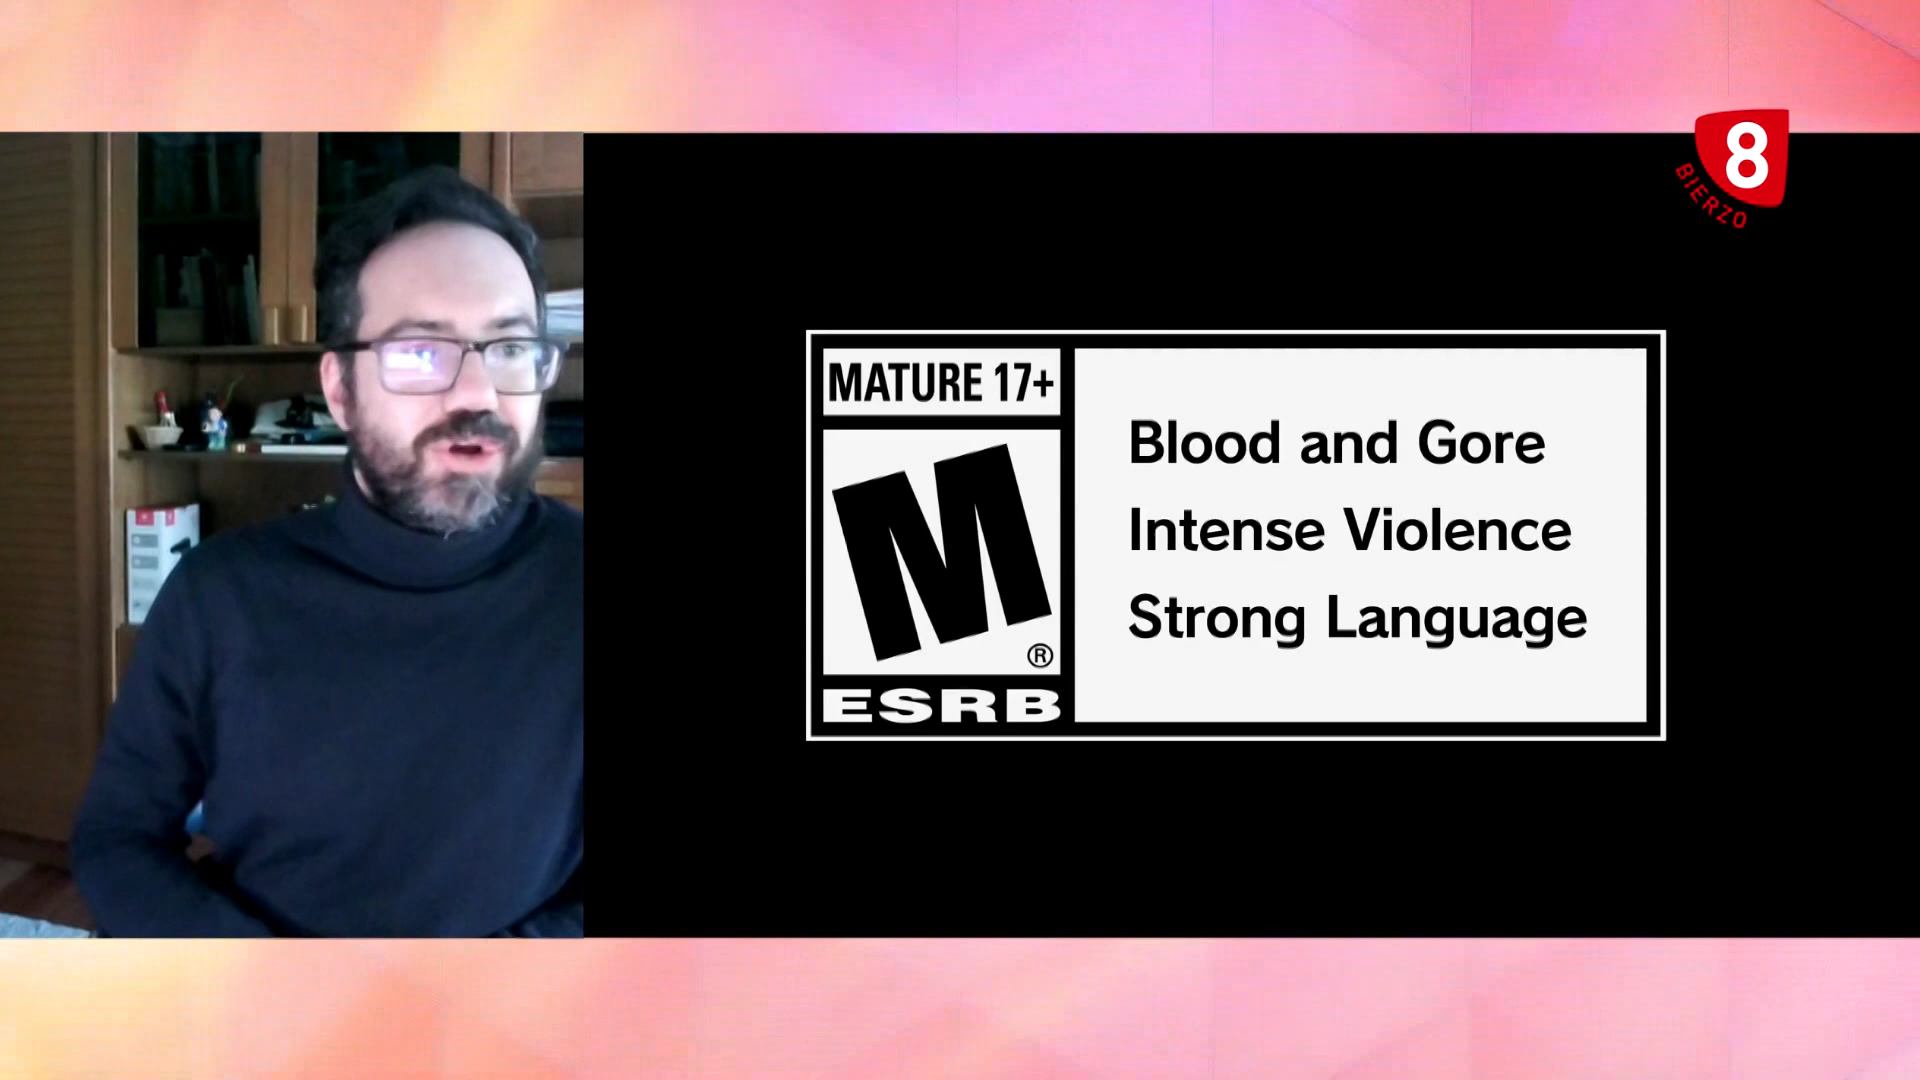 8
BIERZO
MATURE 17+
M
®
ESRB
Blood and Gore
Intense Violence
Strong Language